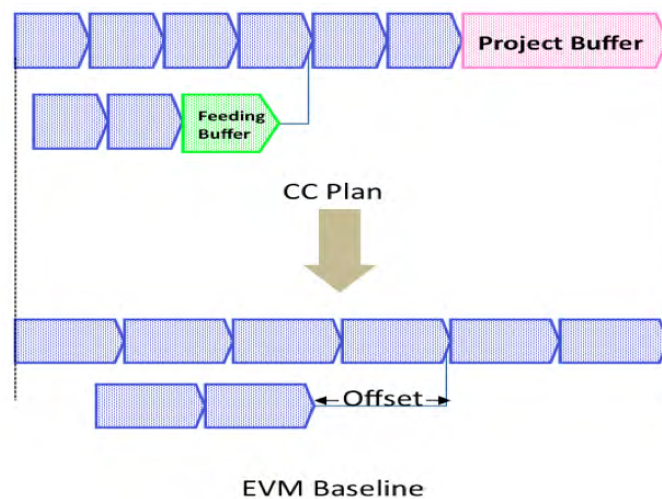 Project Buffer
Feeding
Buffer
CC Plan
Offset
EVM Baseline